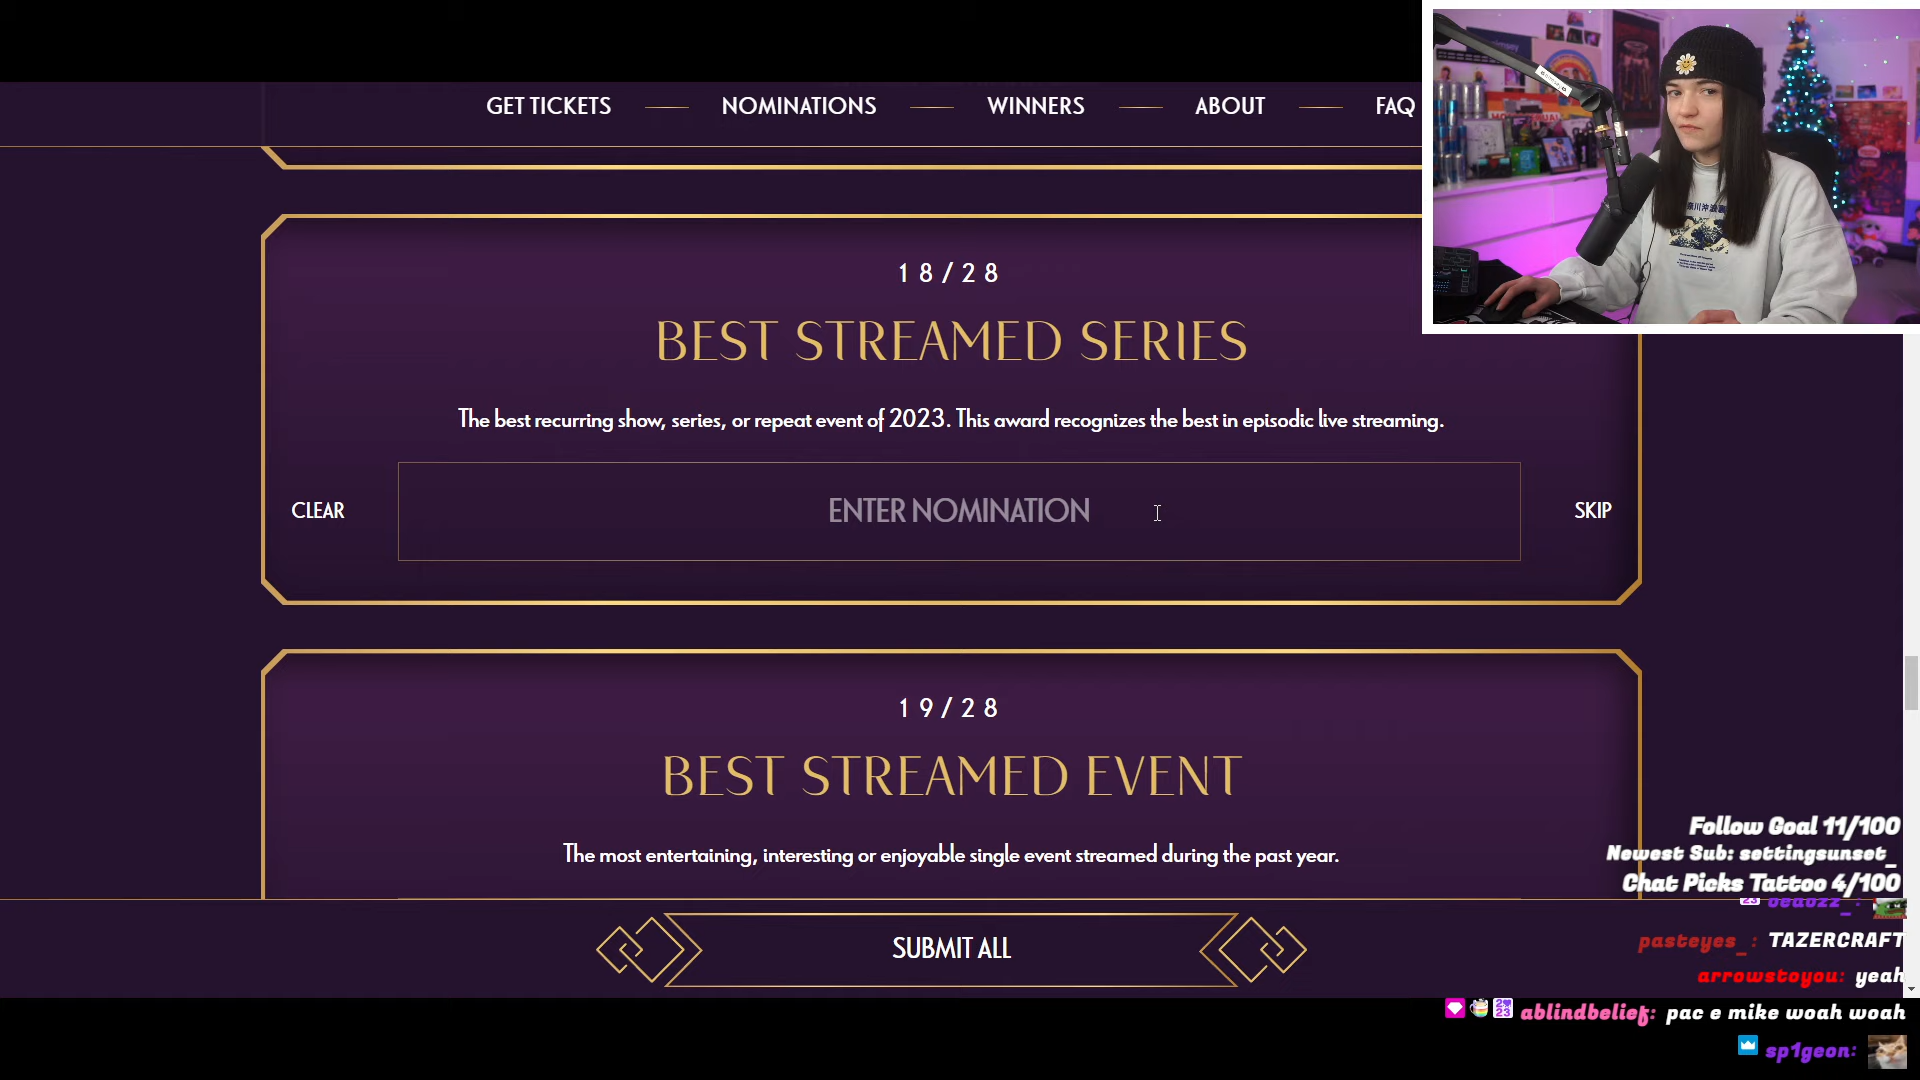 GET TICKETS
NOMINATIONS
WINNERS
ABOUT
FAQ
18/28
BEST STREAMED SERIES
The best recurring show, series, or repeat event of 2023. This award recognizes the best in episodic live streaming.
CLEAR
ENTER NOMINATION
SKIP
19/28
BEST STREAMED EVENT
The most entertaining, interesting or enjoyable single event streamed during the past year.
SUBMIT ALL
Follow Goal 11/100
Newest Sub: settingsunset_
Chat Picks Tattoo 4/100
pasteyes_: TAZERCRAFT
arrowstoyou: yeah
ablindbelief: pac e mike woah woah
sp1geon: